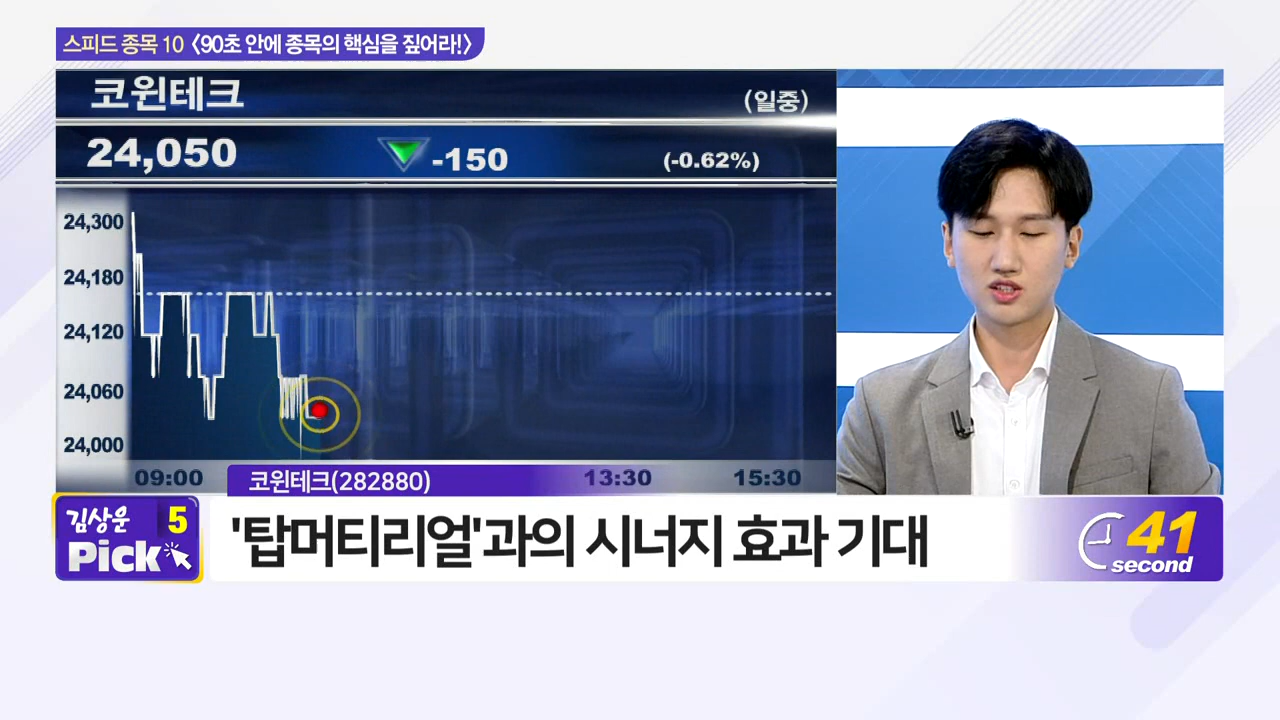 스피드 종목 10 〈90초 안에 종목의 핵심을 짚어라!〉
코윈테크
(일중)
24,050
-150
(-0.62%)
24,300
24,180
24,120
24,060
24,000
09:00
13:30
15:30
코윈테크(282880)
김상운 5
Pick
'탑머티리얼'과의 시너지 효과 기대
41
second